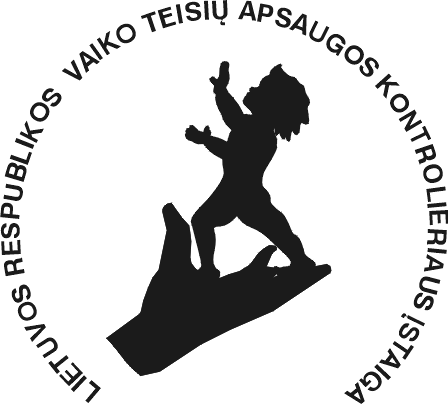 LIETUVOS RESPUBLIKOS VAIKO TEISIŲ APSAUGOS KONTROLIERIAUS ĮSTAIGA